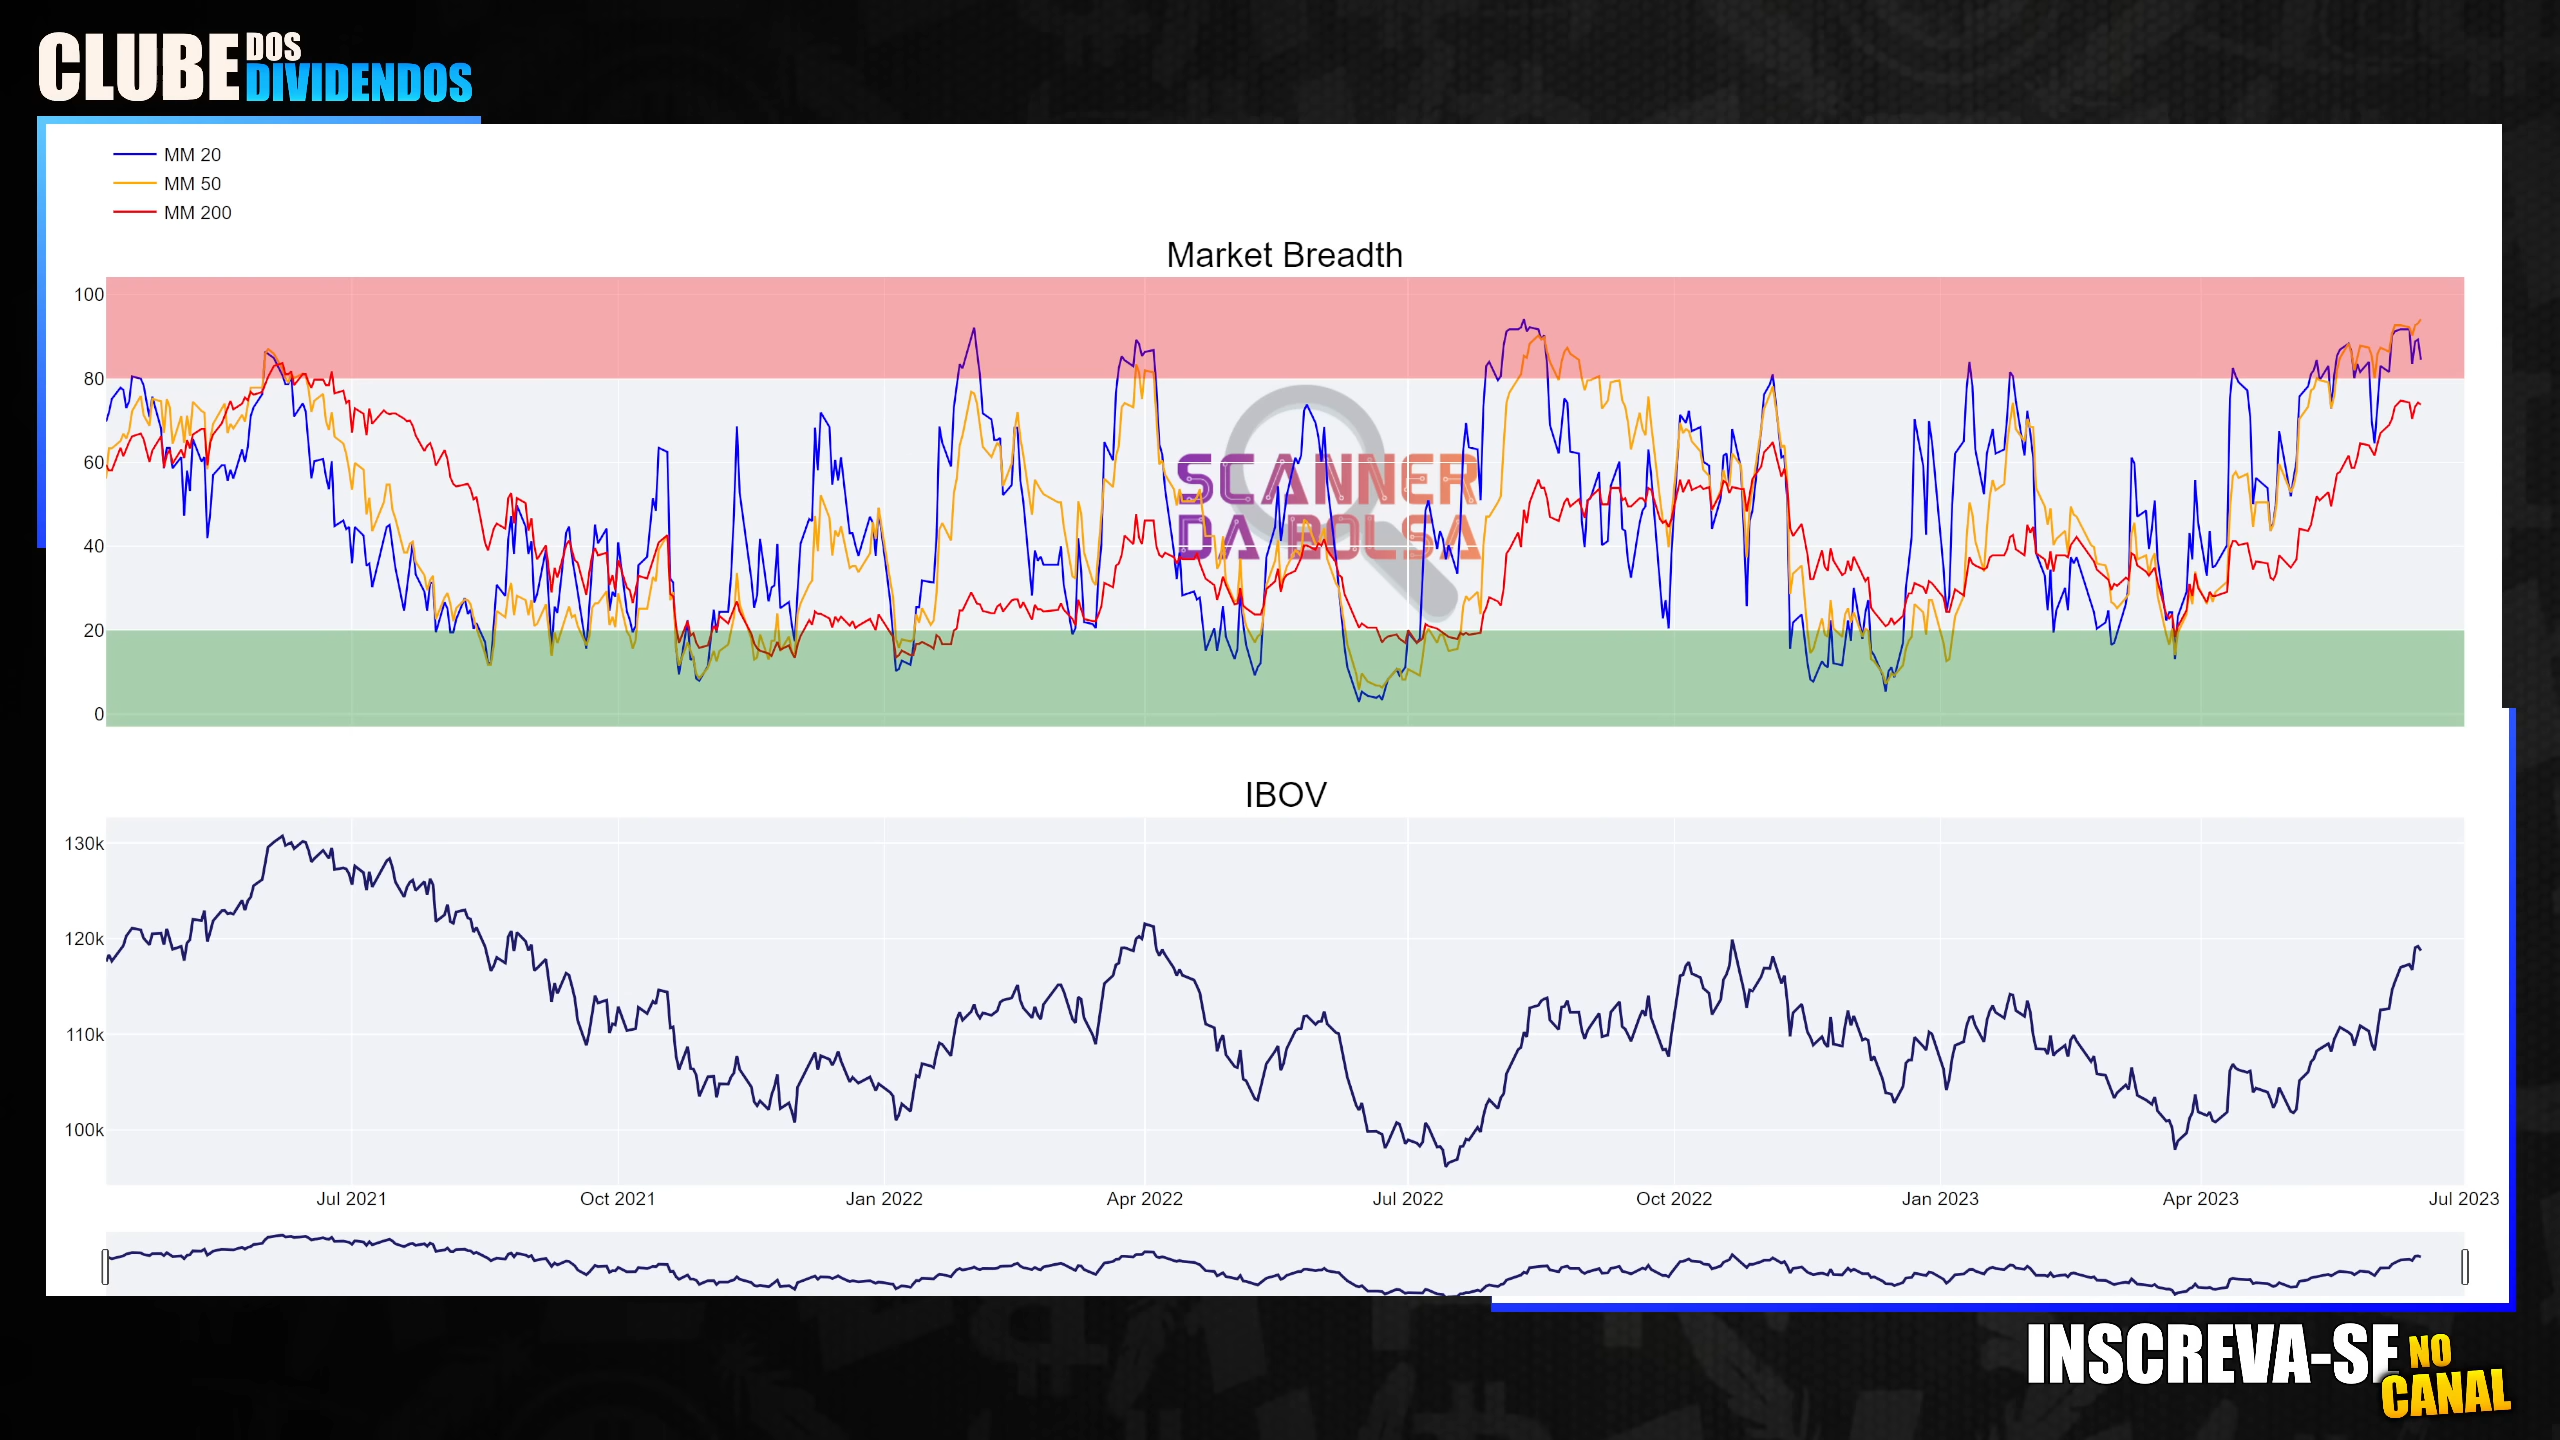 CLUBE DOS
DIVIDENDOS
MM 20
MM 50
MM 200
Market Breadth
100
80
60
40
20
0
SCANNER
DA BOLSA
IBOV
130k
120k
110k
100k
Jul 2021 Oct 2021 Jan 2022 Apr 2022 Jul 2022 Oct 2022 Jan 2023 Apr 2023 Jul 2023
INSCREVA-SE NO
CANAL